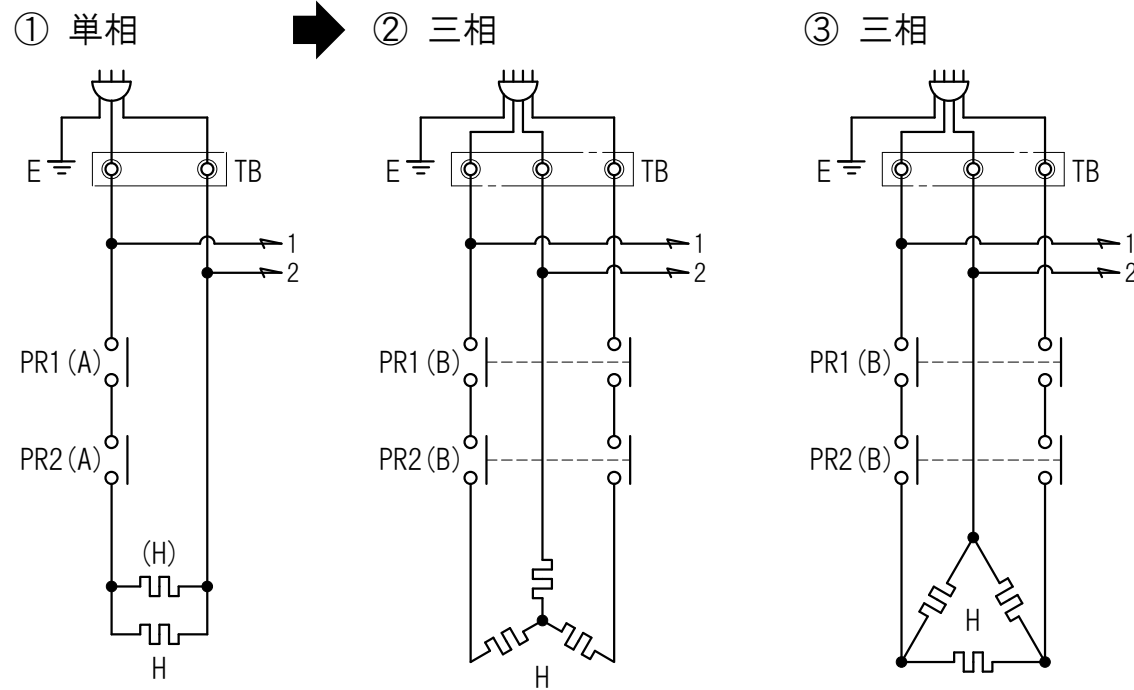 ① 単相
E
TB
1
2
PR1(A)
PR2(A)
(H)
H
② 三相
E
TB
1
2
PR1(B)
PR2(B)
H
③ 三相
E
TB
1
2
PR1(B)
PR2(B)
H